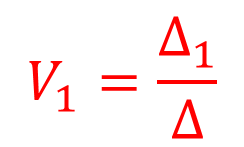 V₁ = Δ₁ / Δ